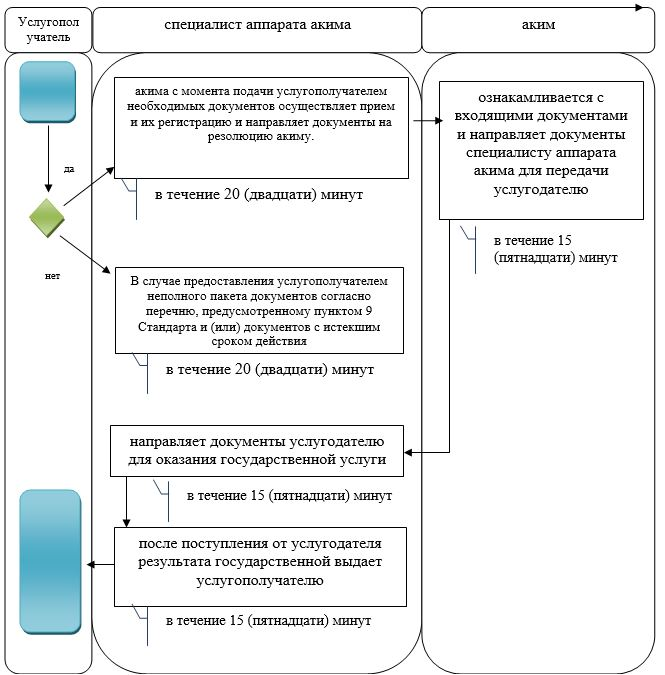 Услугопол
учатель
специалист аппарата акима
аким
акима с момента подачи услугополучателем
необходимых документов осуществляет прием
и их регистрацию и направляет документы на
резолюцию акиму.
ознакамливается с
входящими документами
и направляет документы
специалисту аппарата
акима для передачи
услугодателю
да
в течение 20 (двадцати) минут
в течение 15
(пятнадцати) минут
нет
В случае предоставления услугополучателем
неполного пакета документов согласно
перечню, предусмотренному пунктом 9
Стандарта и (или) документов с истекшим
сроком действия
в течение 20 (двадцати) минут
направляет документы услугодателю
для оказания государственной услуги
в течение 15 (пятнадцати) минут
после поступления от услугодателя
результата государственной выдает
услугополучателю
в течение 15 (пятнадцати) минут